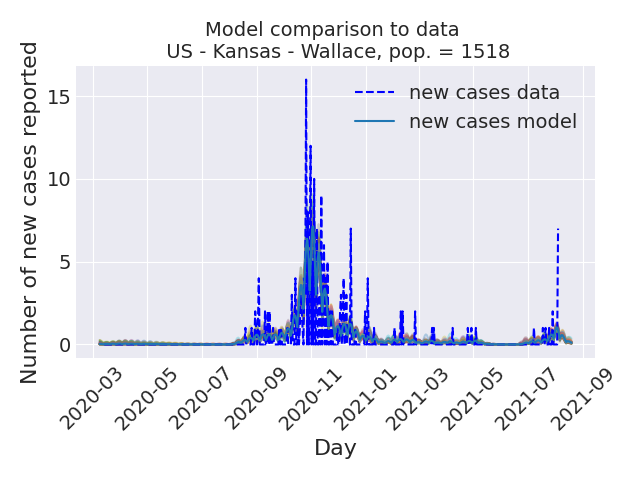 Model comparison to data
US - Kansas - Wallace, pop. = 1518
Number of new cases reported
15
10
5
0
new cases data
new cases model
2020-03
2020-05
2020-07
2020-09
2020-11
2021-01
2021-03
2021-05
2021-07
2021-09
Day